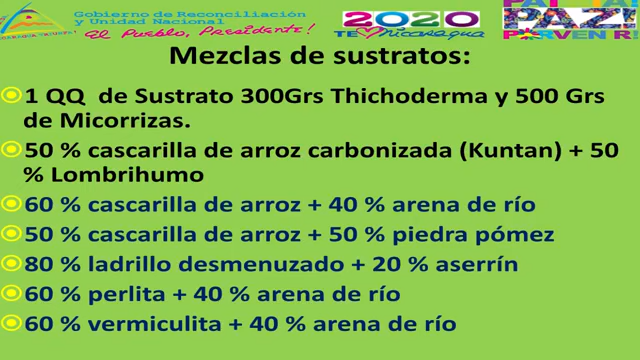 Gobierno de Reconciliación
y Unidad Nacional
El Pueblo, Presidente!
2020
TE Nicaragua
PAZ!
PORVENIR!
Mezclas de sustratos:
1 QQ de Sustrato 300Grs Thichoderma y 500 Grs
de Micorrizas.
50 % cascarilla de arroz carbonizada (Kuntan) + 50
% Lombrihumo
60 % cascarilla de arroz + 40 % arena de río
50 % cascarilla de arroz + 50 % piedra pómez
80 % ladrillo desmenuzado + 20 % aserrín
60 % perlita + 40 % arena de río
60 % vermiculita + 40 % arena de río